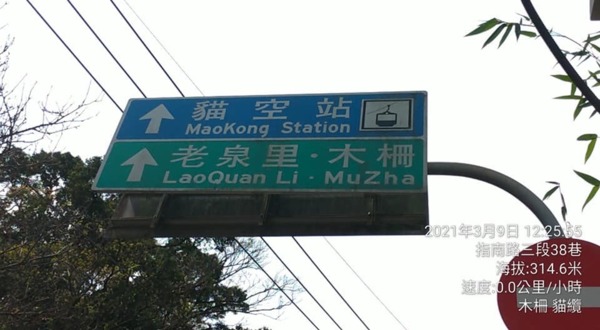 貓空站
MaoKong Station
老泉里·木柵
LaoQuan Li · MuZha
2021年3月9日 12:25:55
指南路三段38巷
海拔:314.6米
速度:0.0公里/小時
木柵 貓纜